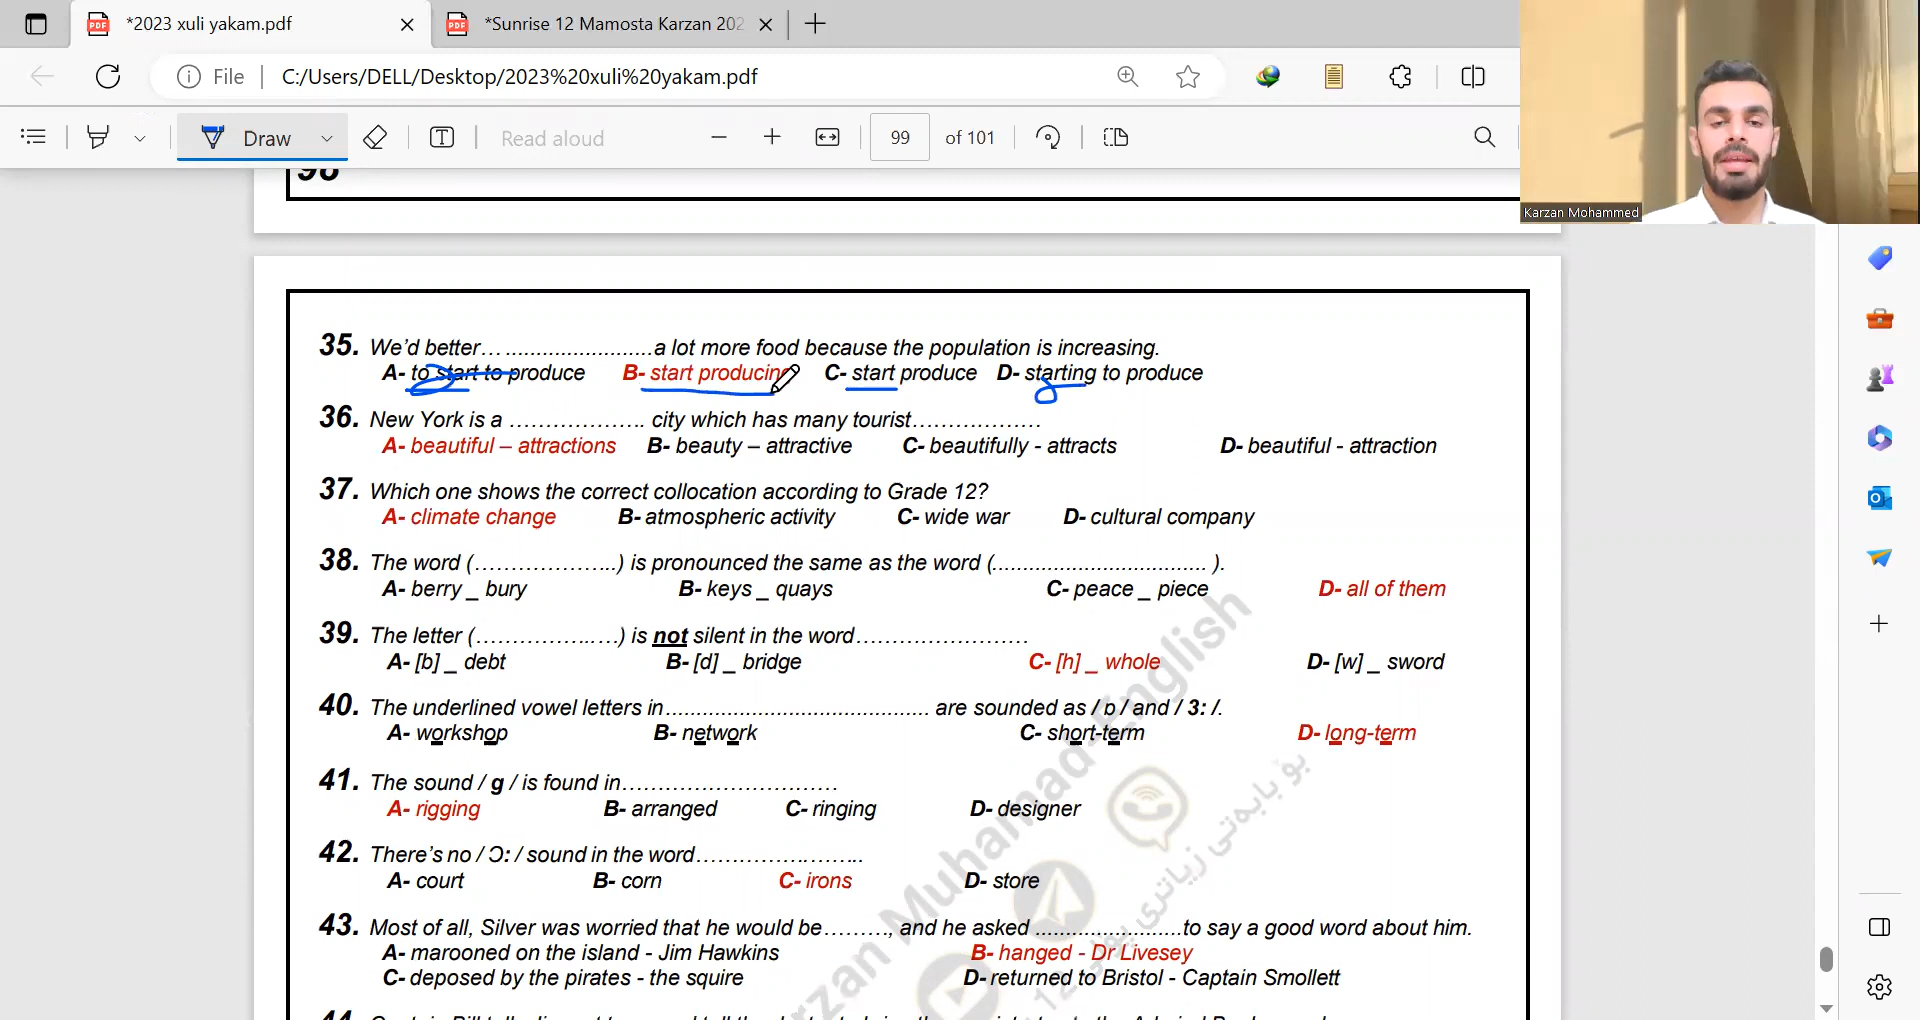 *2023 xuli yakam.pdf
*Sunrise 12 Mamosta Karzan 202
File
C:/Users/DELL/Desktop/2023%20xuli%20yakam.pdf
Draw
Read aloud
99 of 101
Karzan Mohammed
98
35. We'd better… ........................a lot more food because the population is increasing.
A- to start to produce B- start producing C- start produce D- starting to produce
36. New York is a ……………….. city which has many tourist………………
A- beautiful – attractions B- beauty – attractive C- beautifully - attracts D- beautiful - attraction
37. Which one shows the correct collocation according to Grade 12?
A- climate change B- atmospheric activity C- wide war D- cultural company
38. The word (………………..) is pronounced the same as the word (................................... ).
A- berry _ bury B- keys _ quays C- peace _ piece D- all of them
39. The letter (………………..…) is not silent in the word……………………
A- [b] _ debt B- [d] _ bridge C- [h] _ whole D- [w] _ sword
40. The underlined vowel letters in........................................... are sounded as / ɒ / and / 3: /.
A- workshop B- network C- short-term D- long-term
41. The sound / g / is found in…………………………
A- rigging B- arranged C- ringing D- designer
42. There's no / Ɔ: / sound in the word……………………..
A- court B- corn C- irons D- store
43. Most of all, Silver was worried that he would be………, and he asked ........................to say a good word about him.
A- marooned on the island - Jim Hawkins B- hanged - Dr Livesey
C- deposed by the pirates - the squire D- returned to Bristol - Captain Smollett
44.
Karzan Muhamad-English
بۆ بابەتی زیاتری پۆلی 12